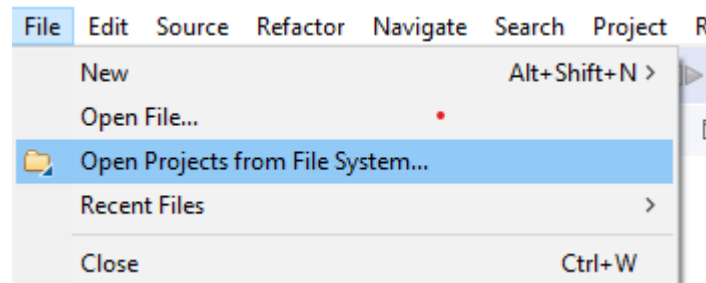 File Edit Source Refactor Navigate Search Project
New Alt+Shift+N >
Open File...
Open Projects from File System...
Recent Files >
Close Ctrl+W